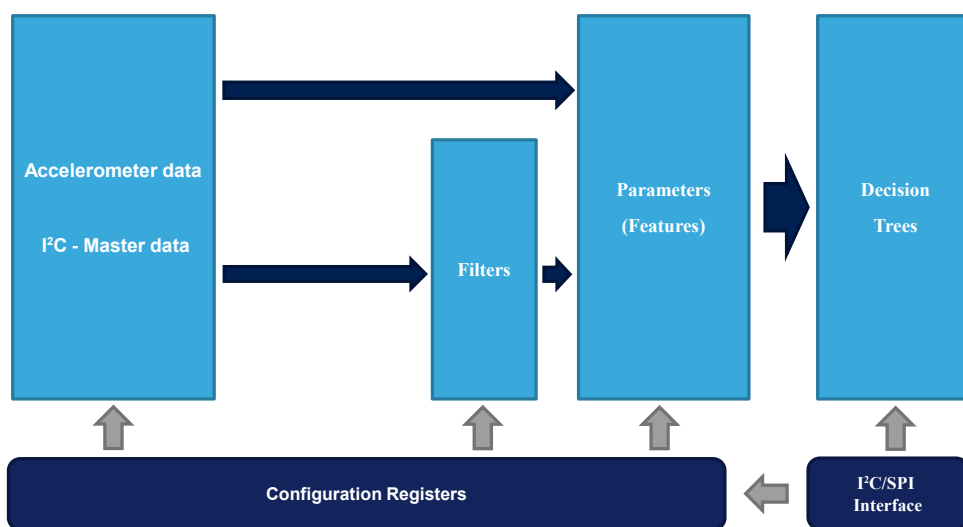 Accelerometer data
I²C - Master data
Filters
Parameters
(Features)
Decision
Trees
Configuration Registers
I²C/SPI
Interface